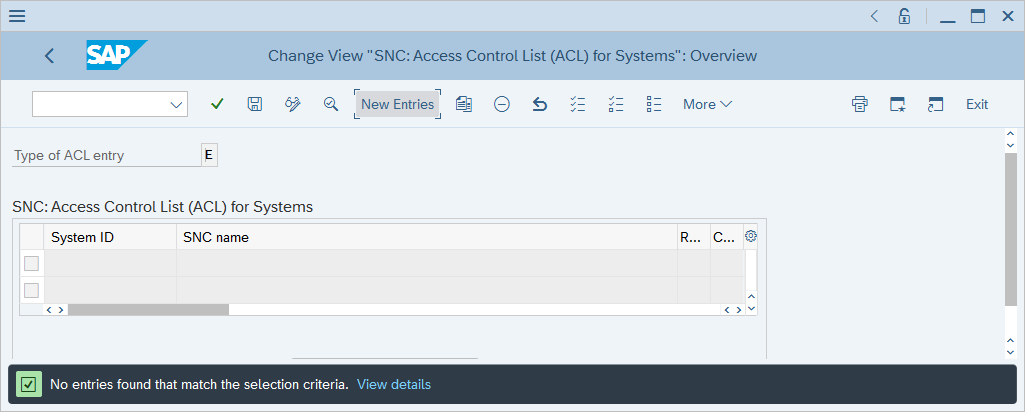 SAP
Change View "SNC: Access Control List (ACL) for Systems": Overview
New Entries
More
Exit
Type of ACL entry E
SNC: Access Control List (ACL) for Systems
System ID SNC name R... C...
No entries found that match the selection criteria. View details